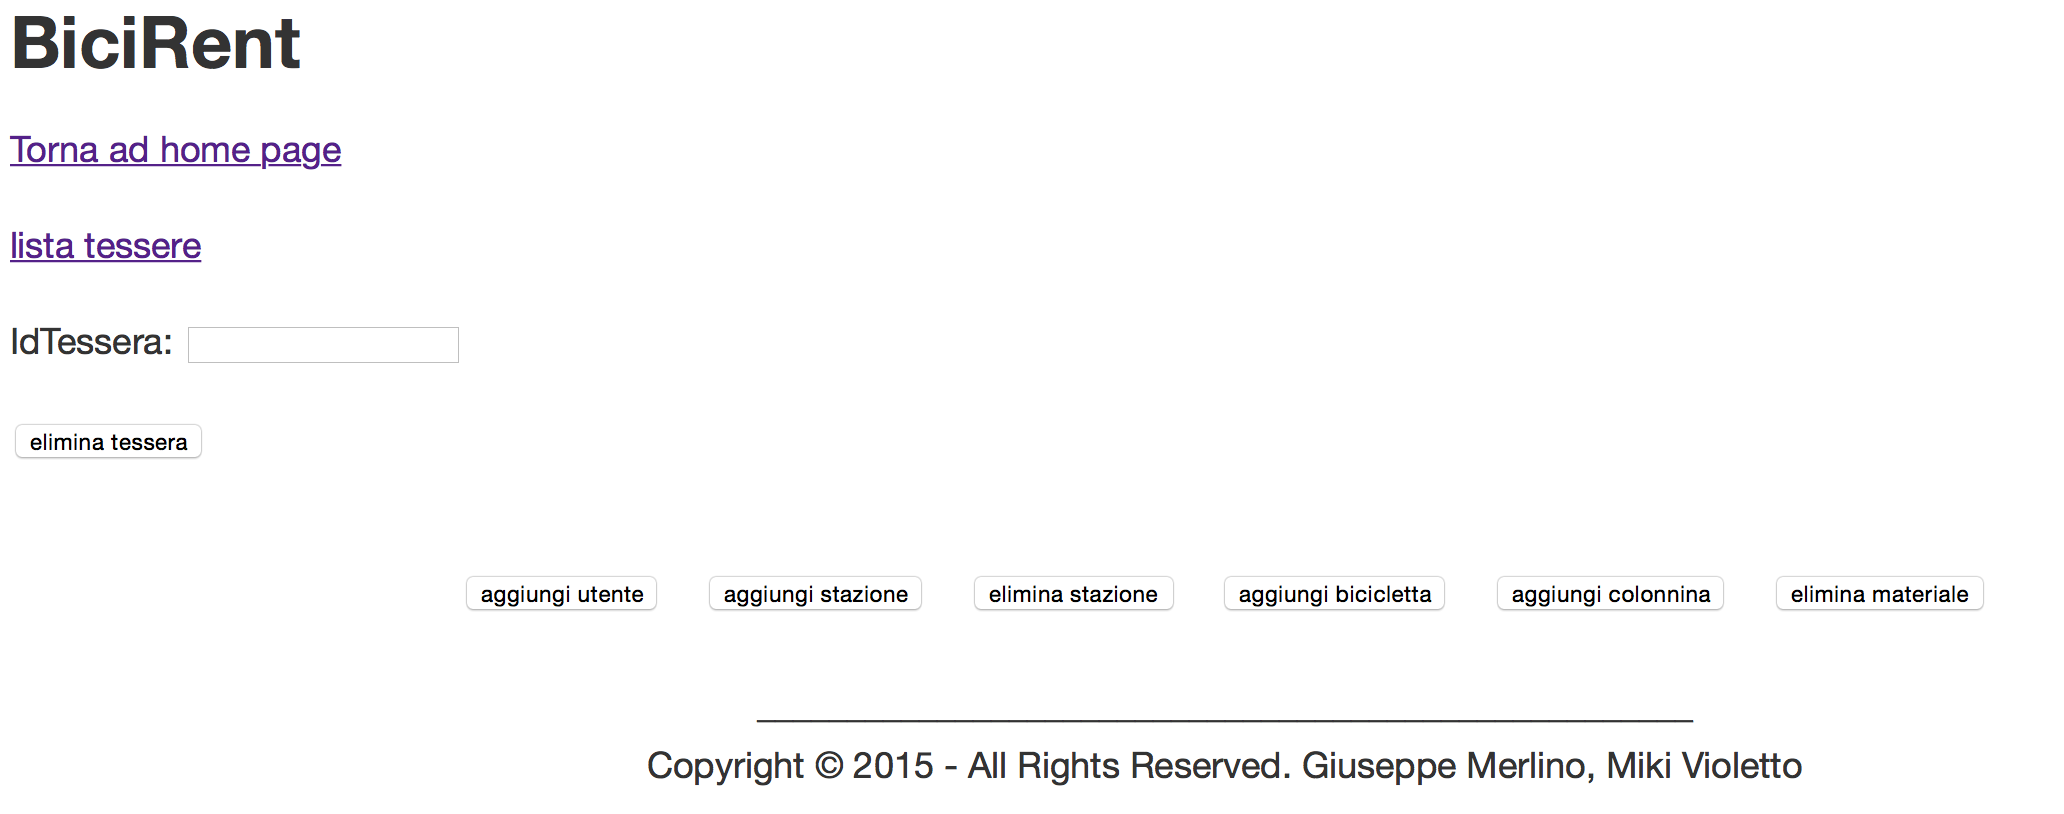 BiciRent
Torna ad home page
lista tessere
IdTessera:
elimina tessera
aggiungi utente aggiungi stazione elimina stazione aggiungi bicicletta aggiungi colonnina elimina materiale
Copyright © 2015 - All Rights Reserved. Giuseppe Merlino, Miki Violetto